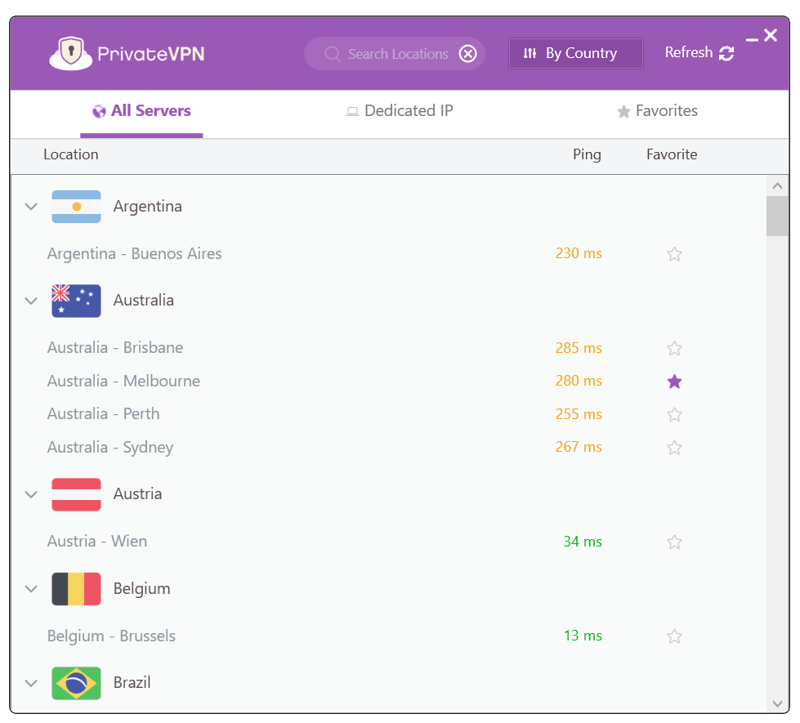 PrivateVPN
Search Locations
By Country
Refresh
All Servers
Dedicated IP
Favorites
Location Ping Favorite
Argentina
Argentina - Buenos Aires 230 ms
Australia
Australia - Brisbane 285 ms
Australia - Melbourne 280 ms
Australia - Perth 255 ms
Australia - Sydney 267 ms
Austria
Austria - Wien 34 ms
Belgium
Belgium - Brussels 13 ms
Brazil